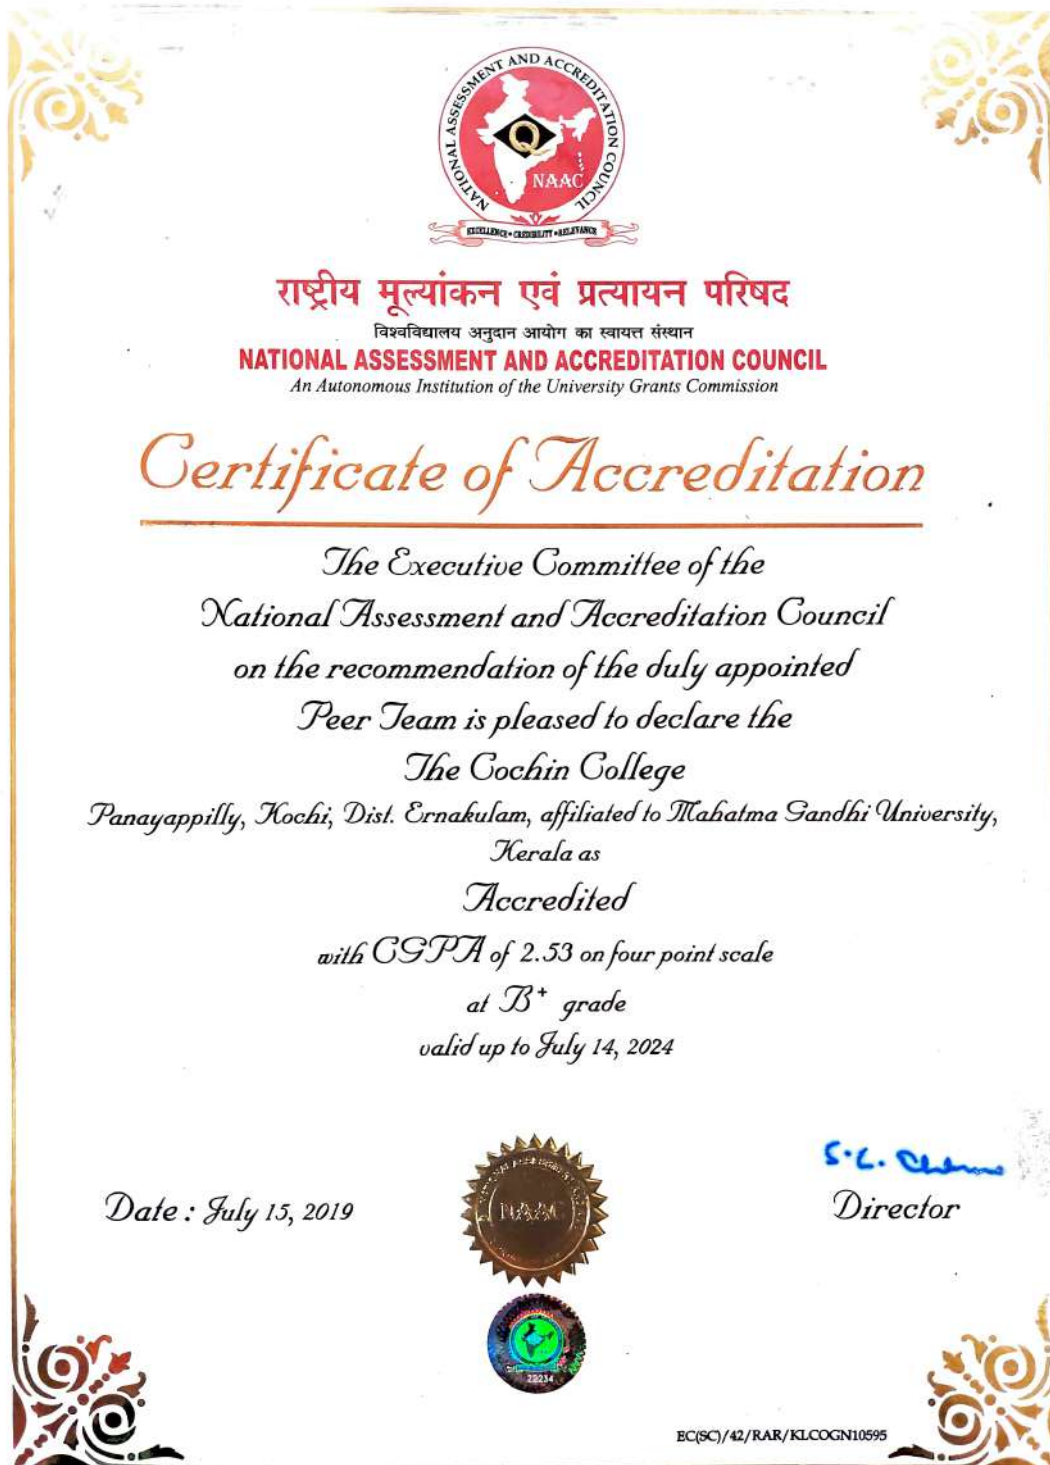 NATIONAL ASSESSMENT AND ACCREDITATION COUNCIL
Q
NAAC
EXCELLENCE • CREDIBILITY • RELEVANCE
राष्ट्रीय मूल्यांकन एवं प्रत्यायन परिषद
विश्वविद्यालय अनुदान आयोग का स्वायत्त संस्थान
NATIONAL ASSESSMENT AND ACCREDITATION COUNCIL
An Autonomous Institution of the University Grants Commission
Certificate of Accreditation
The Executive Committee of the
National Assessment and Accreditation Council
on the recommendation of the duly appointed
Peer Team is pleased to declare the
The Cochin College
Panayappilly, Kochi, Dist. Ernakulam, affiliated to Mahatma Gandhi University,
Kerala as
Accredited
with CGPA of 2.53 on four point scale
at B+ grade
valid up to July 14, 2024
S.C.
Date : July 15, 2019
NAAC
Director
22234
EC(SC)/42/RAR/KLCOGN10595